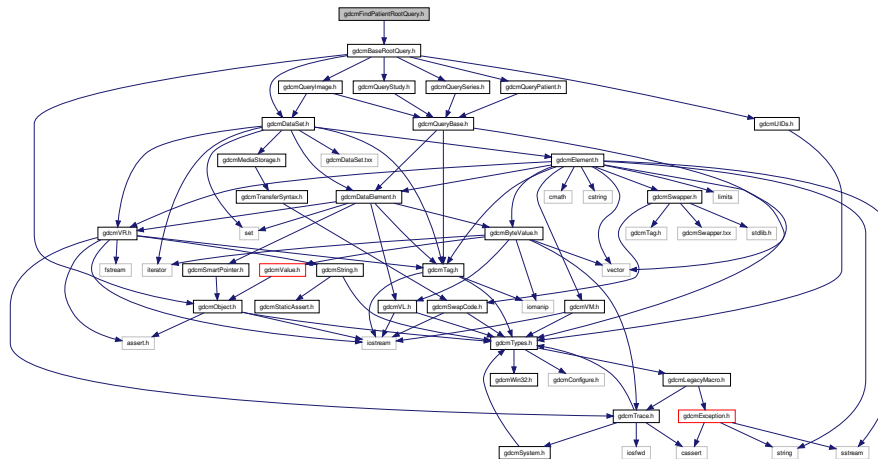 gdcmFindPatientRootQuery.h
gdcmBaseRootQuery.h
gdcmQueryImage.h
gdcmQueryStudy.h
gdcmQuerySeries.h
gdcmQueryPatient.h
gdcmDataSet.h
gdcmQueryBase.h
gdcmUIDs.h
gdcmMediaStorage.h
gdcmDataSet.txx
gdcmElement.h
gdcmTransferSyntax.h
gdcmDataElement.h
cmath
cstring
gdcmSwapper.h
limits
gdcmVR.h
set
gdcmByteValue.h
gdcmTag.h
gdcmSwapper.txx
stdlib.h
fstream
iterator
gdcmSmartPointer.h
gdcmValue.h
gdcmString.h
gdcmTag.h
vector
gdcmObject.h
gdcmStaticAssert.h
gdcmVL.h
gdcmSwapCode.h
iomanip
gdcmVM.h
assert.h
iostream
gdcmTypes.h
gdcmWin32.h
gdcmConfigure.h
gdcmLegacyMacro.h
gdcmTrace.h
gdcmException.h
gdcmSystem.h
iosfwd
cassert
string
sstream